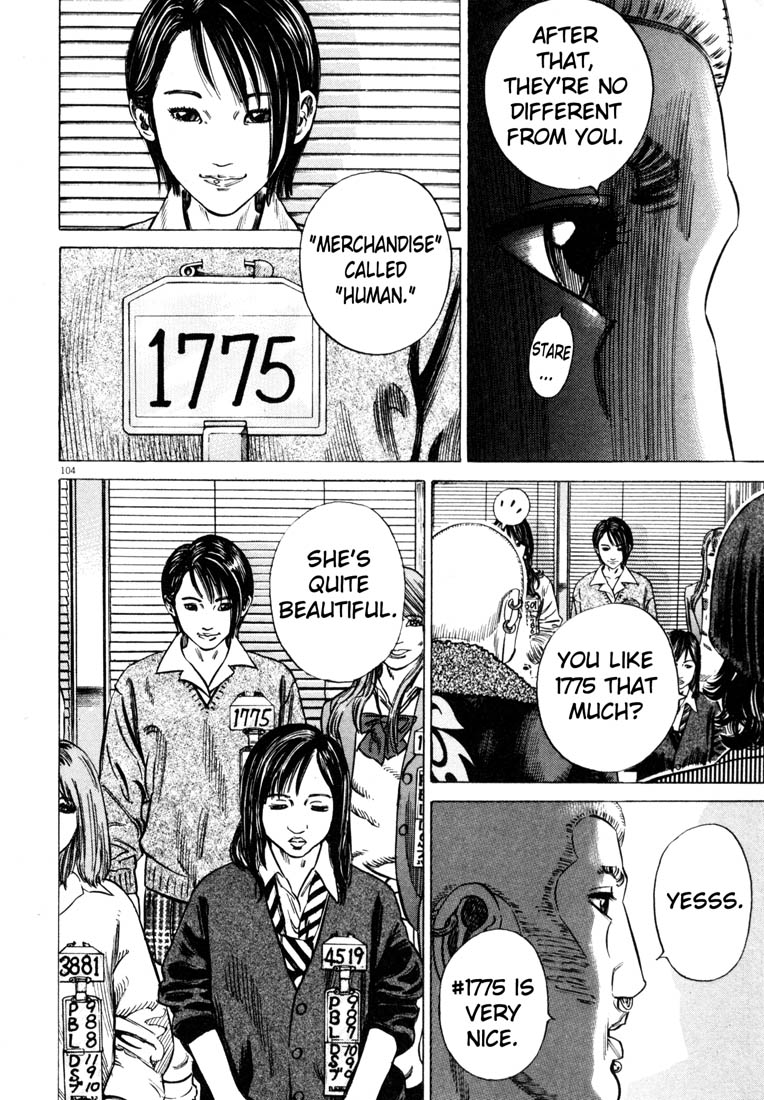 AFTER
THAT,
THEY'RE NO
DIFFERENT
FROM YOU.
STARE
...
"MERCHANDISE"
CALLED
"HUMAN."
1775
104
YOU LIKE
1775 THAT
MUCH?
SHE'S
QUITE
BEAUTIFUL.
1775
3881
4519
YESSS.
#1775 IS
VERY
NICE.